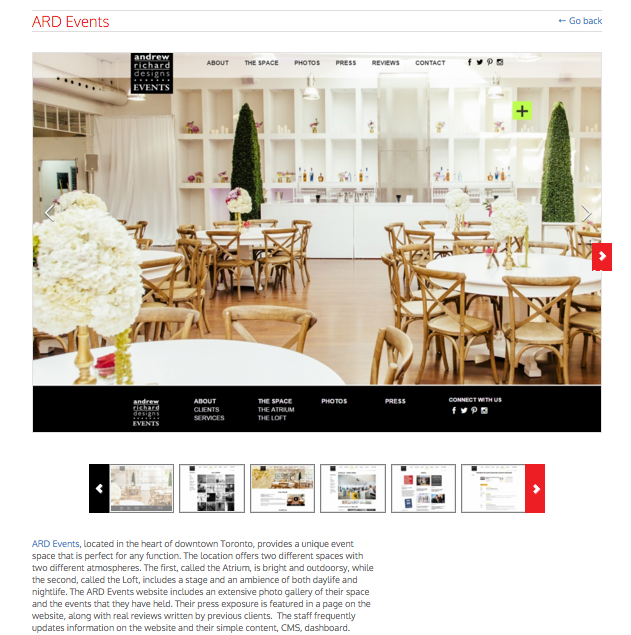 ARD Events
← Go back
andrew
richard
designs
EVENTS
ABOUT THE SPACE PHOTOS PRESS REVIEWS CONTACT
andrew
richard
designs
EVENTS
ABOUT
CLIENTS
SERVICES
THE SPACE
THE ATRIUM
THE LOFT
PHOTOS
PRESS
CONNECT WITH US
ARD Events, located in the heart of downtown Toronto, provides a unique event
space that is perfect for any function. The location offers two different spaces with
two different atmospheres. The first, called the Atrium, is bright and outdoorsy, while
the second, called the Loft, includes a stage and an ambience of both daylife and
nightlife. The ARD Events website includes an extensive photo gallery of their space
and the events that they have held. Their press exposure is featured in a page on the
website, along with real reviews written by previous clients. The staff frequently
updates information on the website and their simple content, CMS, dashboard.